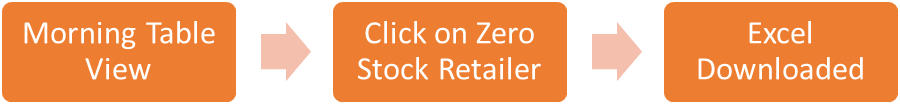 Morning Table
View
Click on Zero
Stock Retailer
Excel
Downloaded